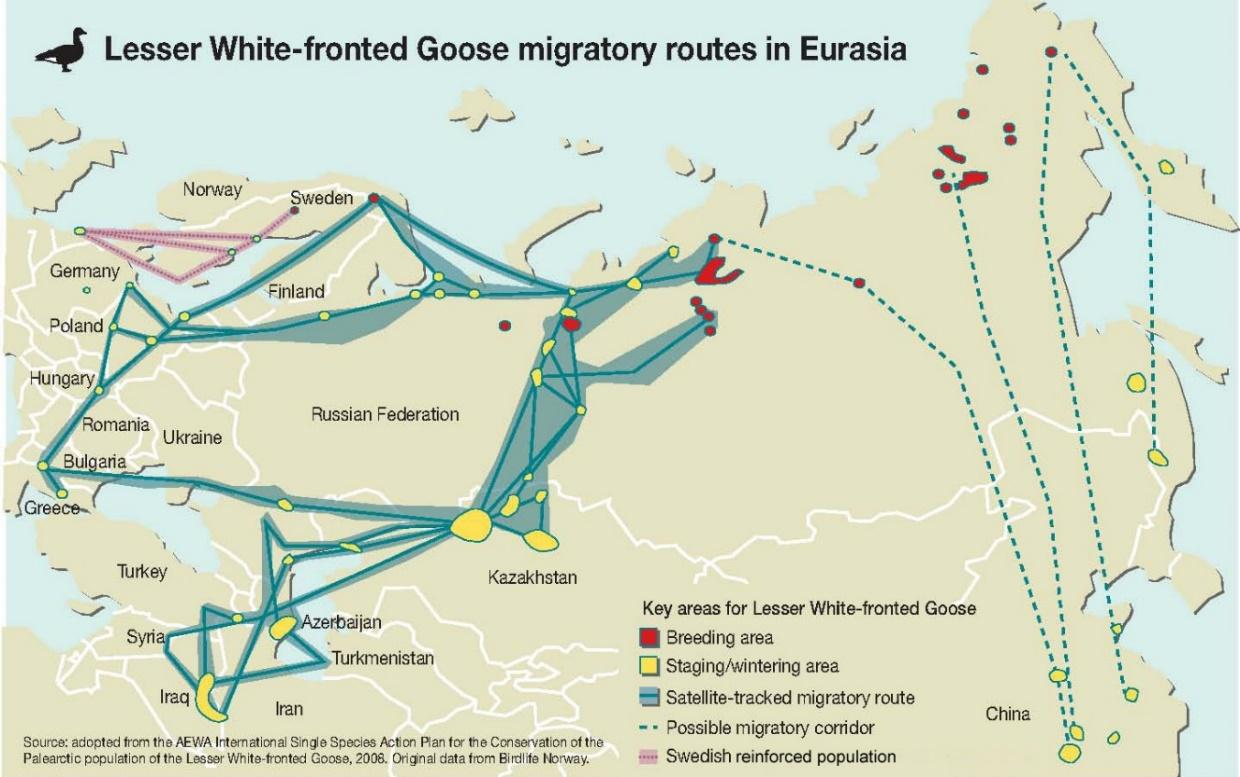 Lesser White-fronted Goose migratory routes in Eurasia
Norway
Sweden
Germany
Finland
Poland
Hungary
Russian Federation
Romania
Ukraine
Bulgaria
Greece
Turkey
Kazakhstan
Syria
Azerbaijan
Turkmenistan
Iraq
Iran
China
Key areas for Lesser White-fronted Goose
Breeding area
Staging/wintering area
Satellite-tracked migratory route
Possible migratory corridor
Swedish reinforced population
Source: adopted from the AEWA International Single Species Action Plan for the Conservation of the
Palearctic population of the Lesser White-fronted Goose, 2008. Original data from Birdlife Norway.